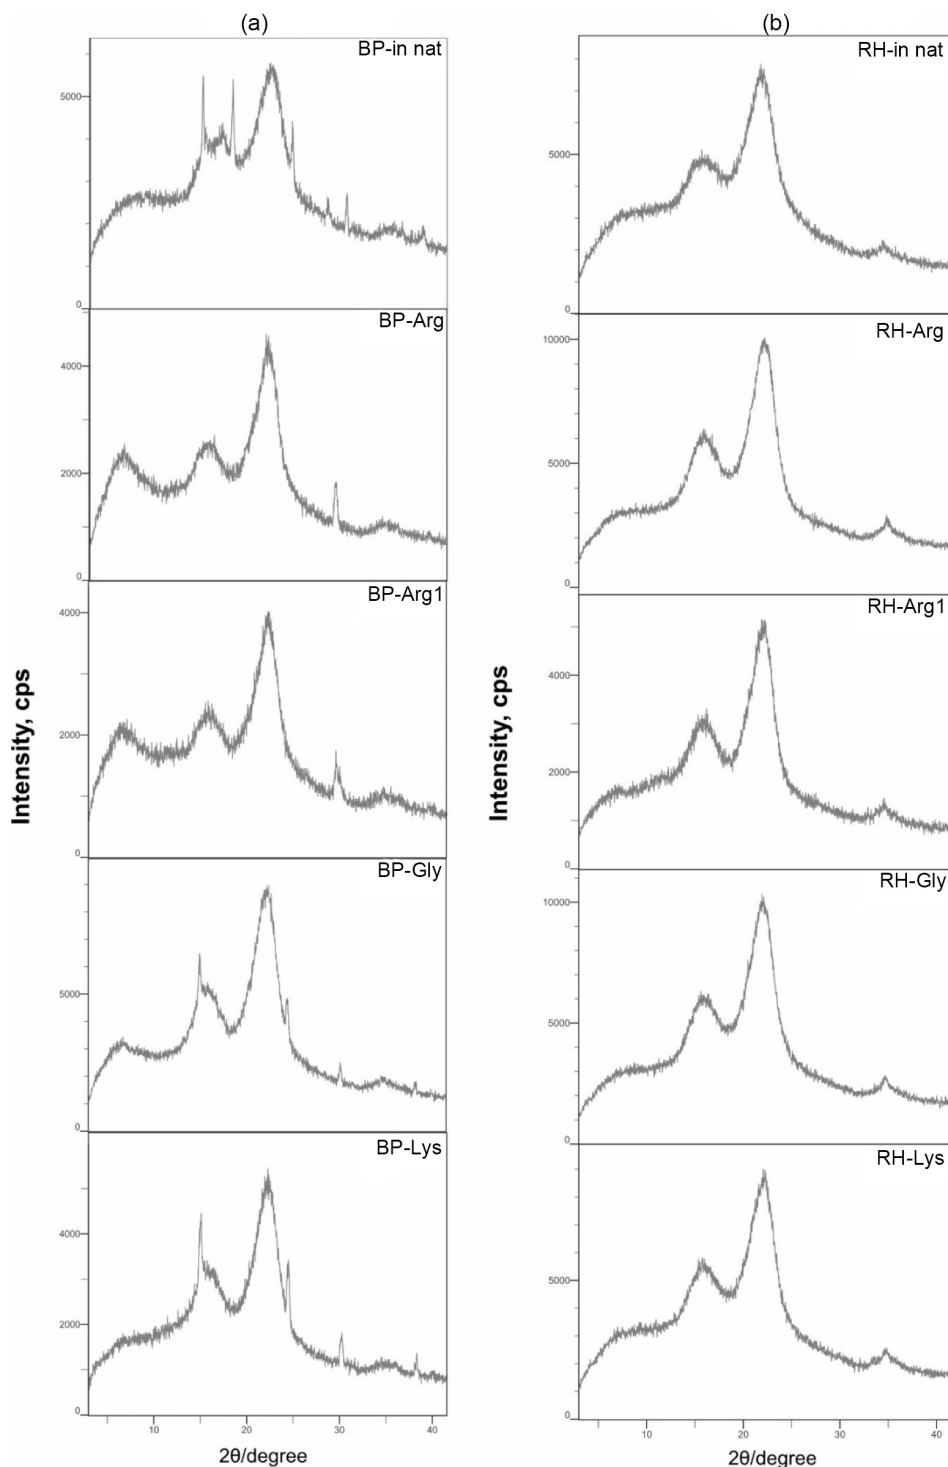 (a)
BP-in nat
5000
0
BP-Arg
4000
2000
0
BP-Arg1
4000
2000
0
BP-Gly
5000
0
BP-Lys
4000
2000
0
10 20 30 40
2θ/degree
Intensity, cps
(b)
RH-in nat
5000
0
RH-Arg
10000
5000
0
RH-Arg1
4000
2000
0
RH-Gly
10000
5000
0
RH-Lys
5000
0
10 20 30 40
2θ/degree
Intensity, cps